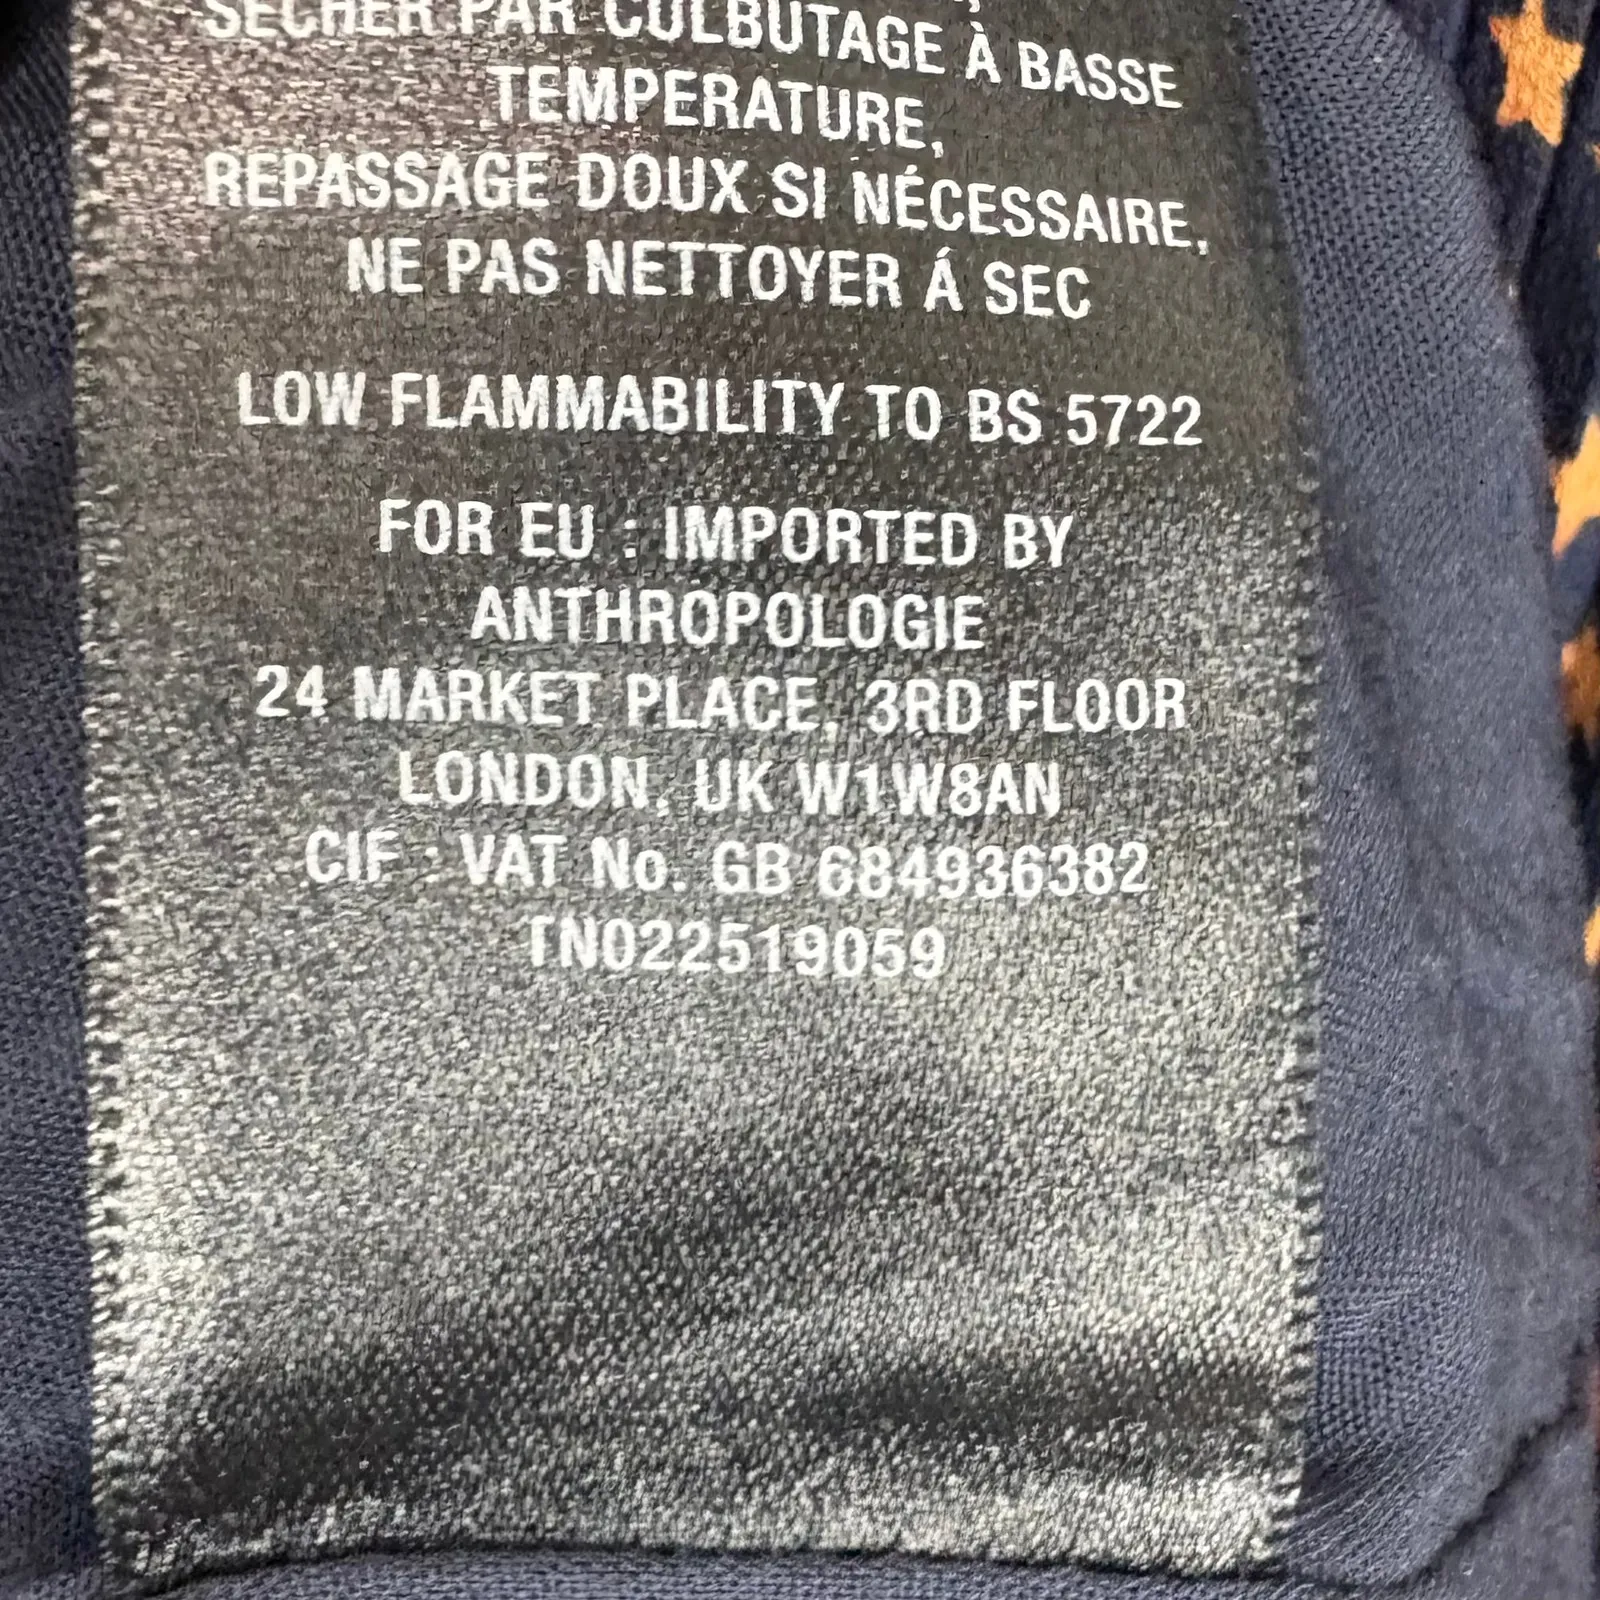 SÉCHER PAR CULBUTAGE À BASSE
TEMPERATURE,
REPASSAGE DOUX SI NÉCESSAIRE,
NE PAS NETTOYER Á SEC
LOW FLAMMABILITY TO BS 5722
FOR EU : IMPORTED BY
ANTHROPOLOGIE
24 MARKET PLACE, 3RD FLOOR
LONDON, UK W1W8AN
CIF : VAT No. GB 684936382
TN022519059